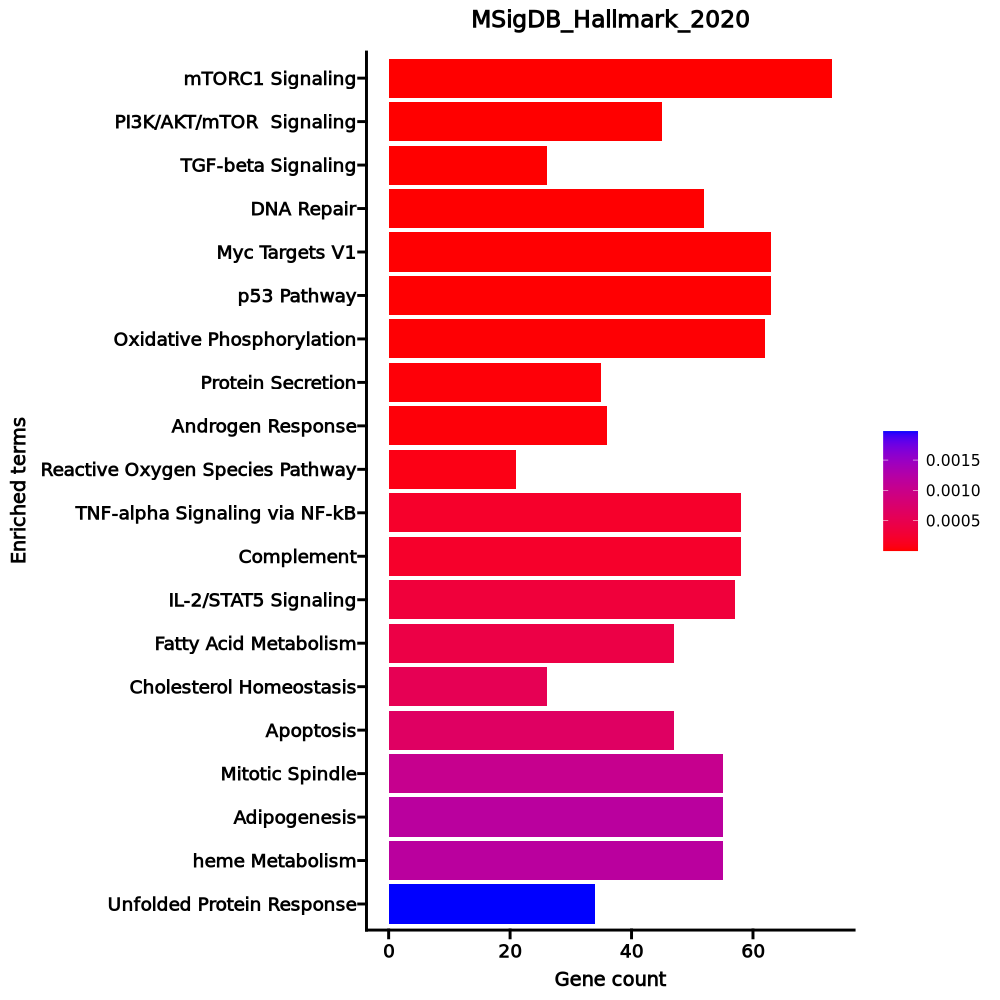 MSigDB_Hallmark_2020
Enriched terms
mTORC1 Signaling
PI3K/AKT/mTOR  Signaling
TGF-beta Signaling
DNA Repair
Myc Targets V1
p53 Pathway
Oxidative Phosphorylation
Protein Secretion
Androgen Response
Reactive Oxygen Species Pathway
TNF-alpha Signaling via NF-kB
Complement
IL-2/STAT5 Signaling
Fatty Acid Metabolism
Cholesterol Homeostasis
Apoptosis
Mitotic Spindle
Adipogenesis
heme Metabolism
Unfolded Protein Response
0 20 40 60
Gene count
0.0015
0.0010
0.0005